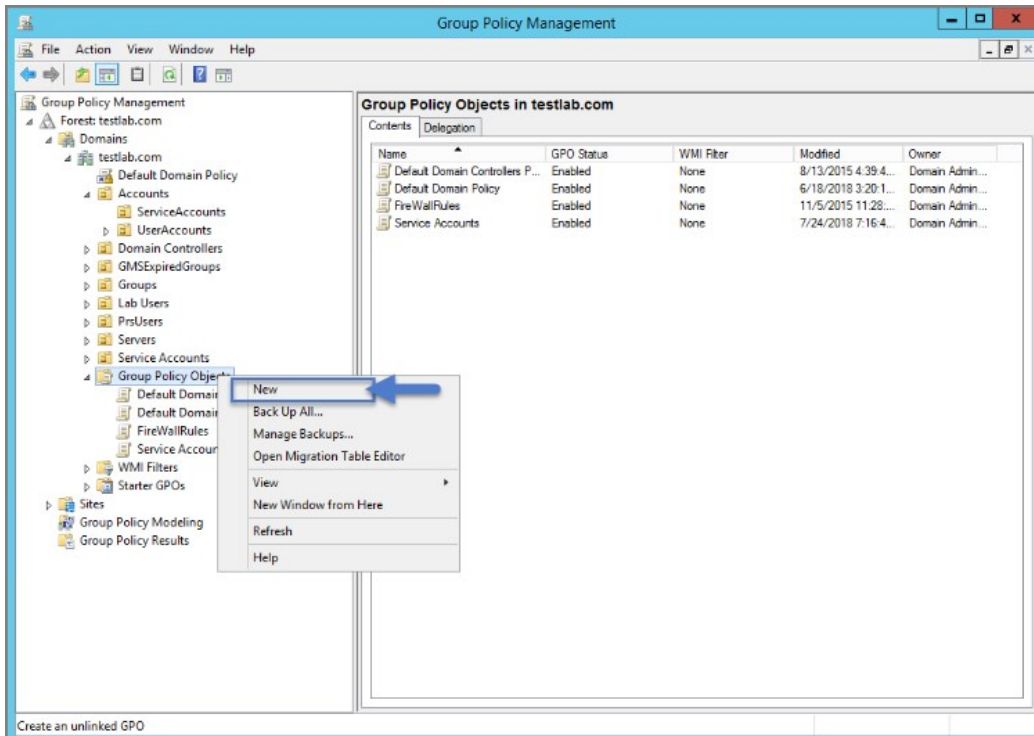 Group Policy Management
File Action View Window Help
Group Policy Management
Forest: testlab.com
Domains
testlab.com
Default Domain Policy
Accounts
ServiceAccounts
UserAccounts
Domain Controllers
GMSExpiredGroups
Groups
Lab Users
PrsUsers
Servers
Service Accounts
Group Policy Objects
Default Domai
Default Domai
FireWallRules
Service Accour
WMI Filters
Starter GPOs
Sites
Group Policy Modeling
Group Policy Results
New
Back Up All...
Manage Backups...
Open Migration Table Editor
View
New Window from Here
Refresh
Help
Group Policy Objects in testlab.com
Contents Delegation
Name GPO Status WMI Filter Modified Owner
Default Domain Controllers P... Enabled None 8/13/2015 4:39:4... Domain Admin...
Default Domain Policy Enabled None 6/18/2018 3:20:1... Domain Admin...
FireWallRules Enabled None 11/5/2015 11:28:... Domain Admin...
Service Accounts Enabled None 7/24/2018 7:16:4... Domain Admin...
Create an unlinked GPO